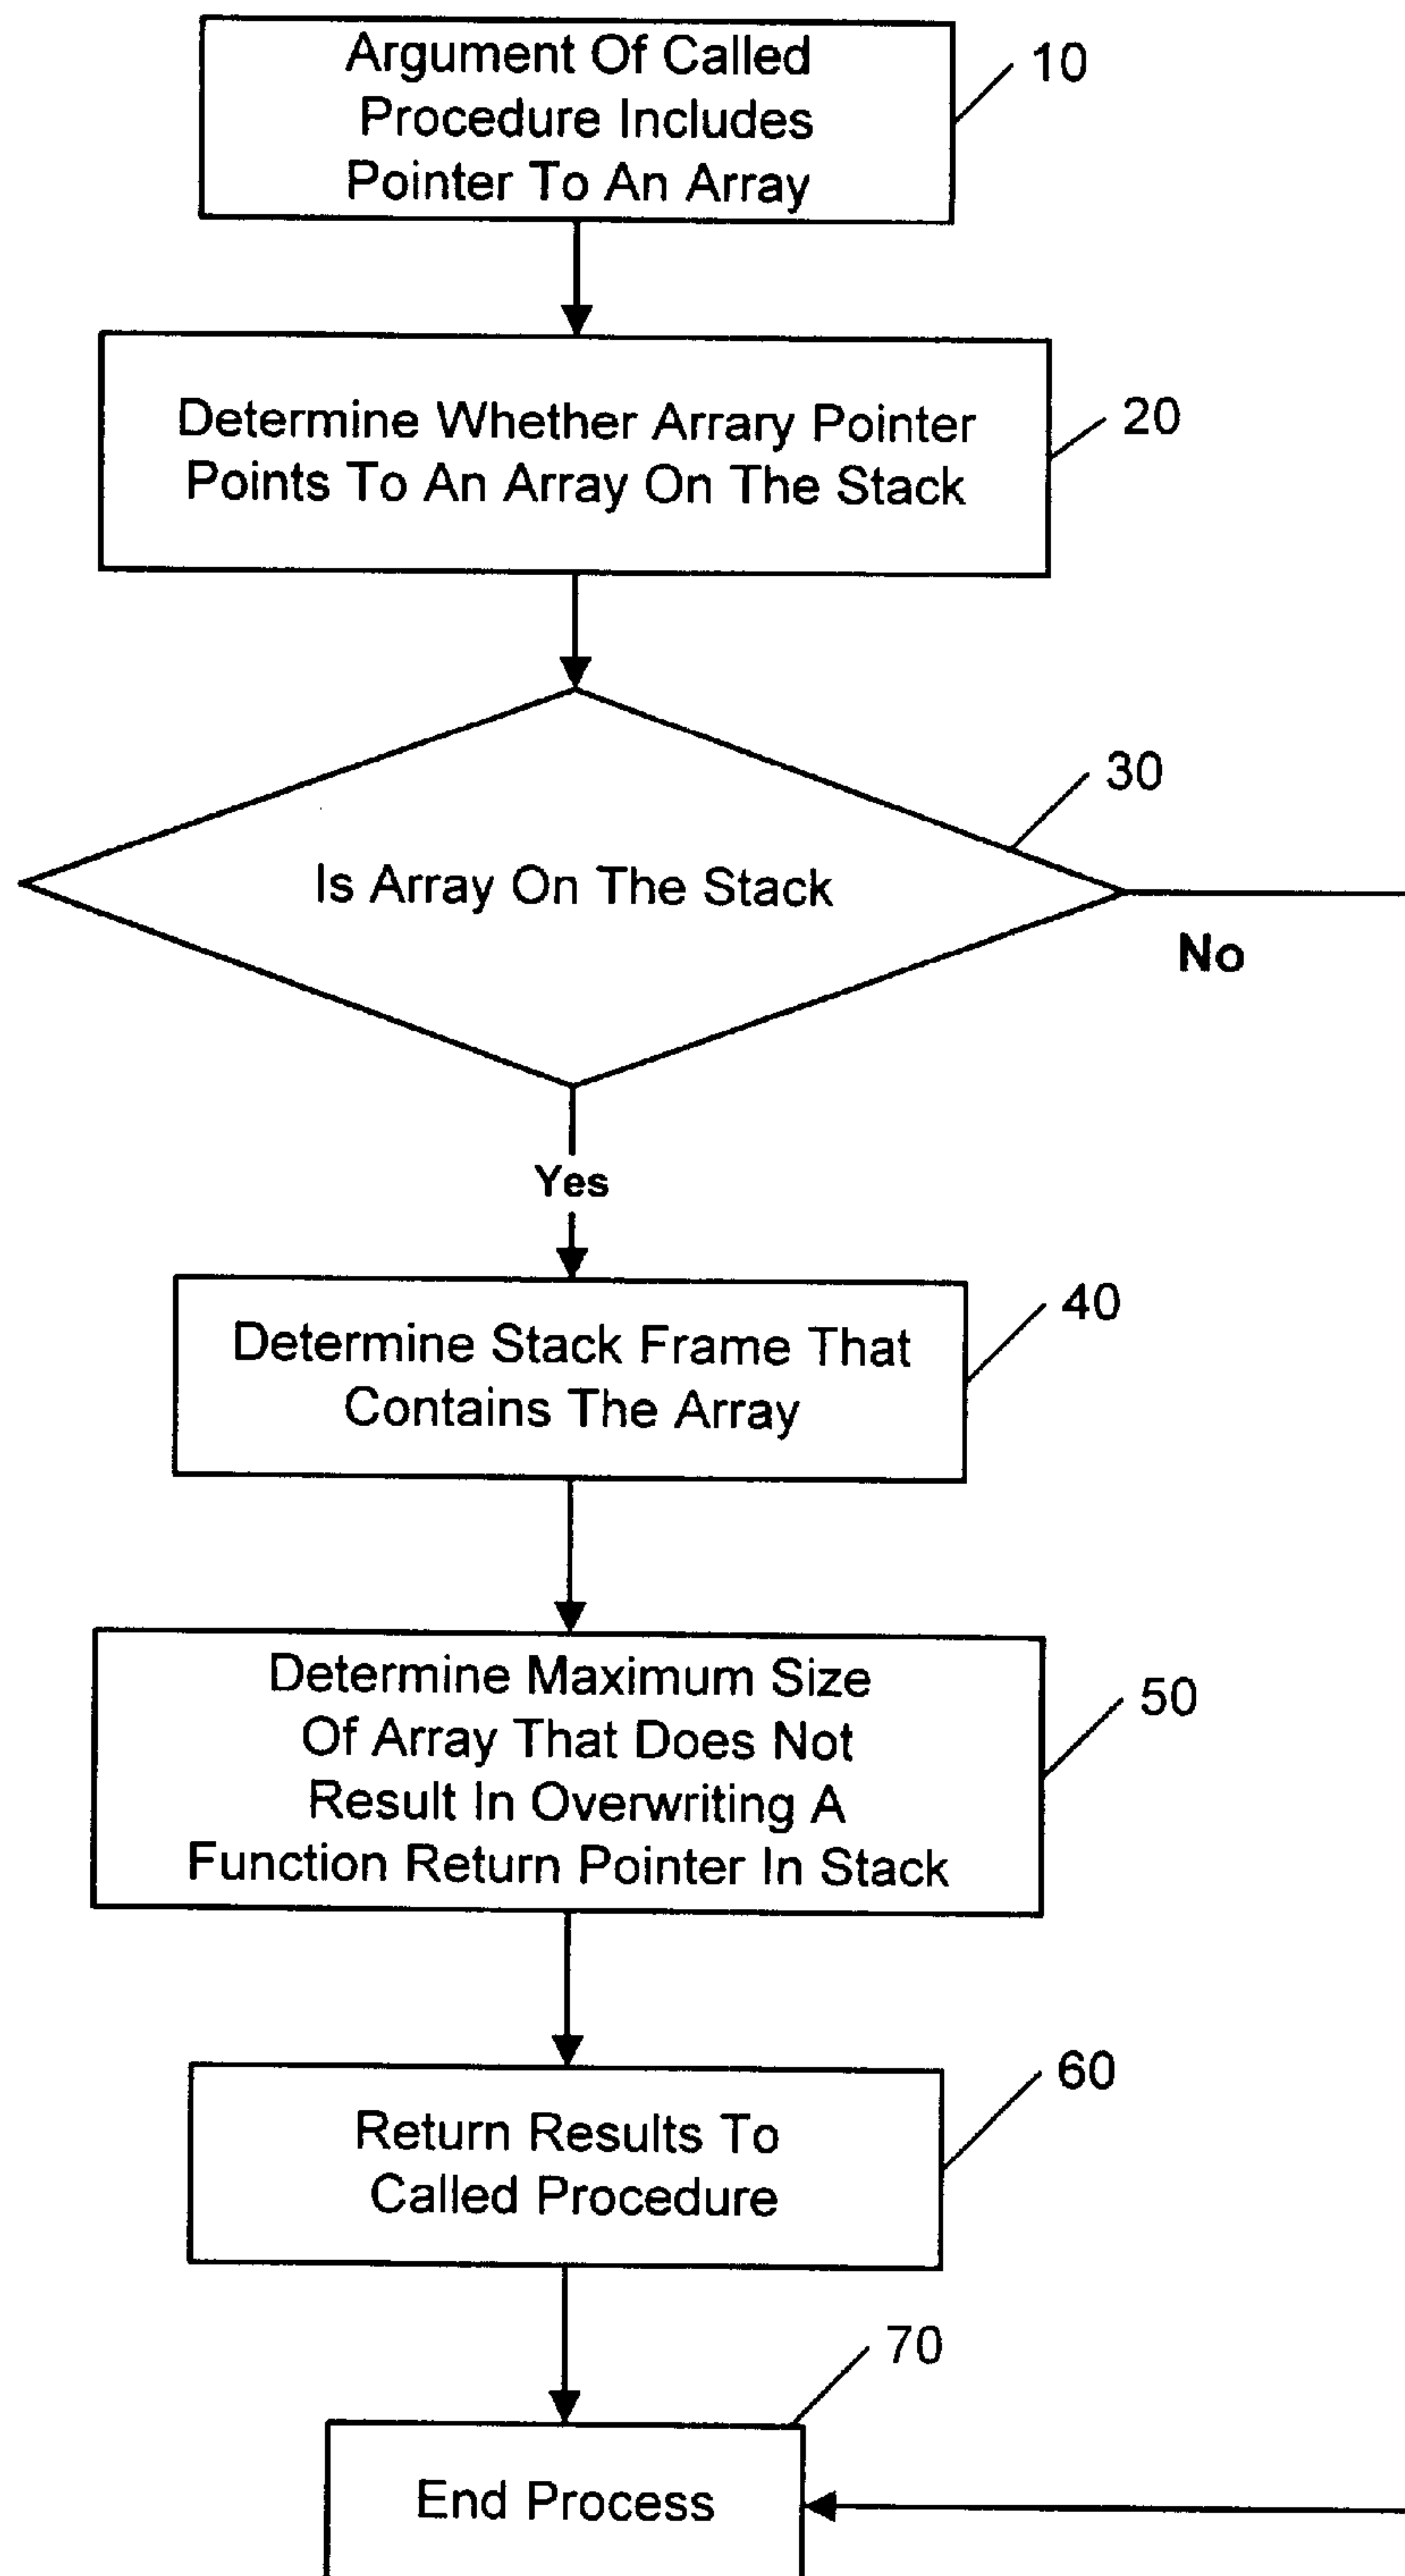 Argument Of Called
Procedure Includes
Pointer To An Array
10
Determine Whether Arrary Pointer
Points To An Array On The Stack
20
30
Is Array On The Stack
No
Yes
Determine Stack Frame That
Contains The Array
40
Determine Maximum Size
Of Array That Does Not
Result In Overwriting A
Function Return Pointer In Stack
50
Return Results To
Called Procedure
60
70
End Process